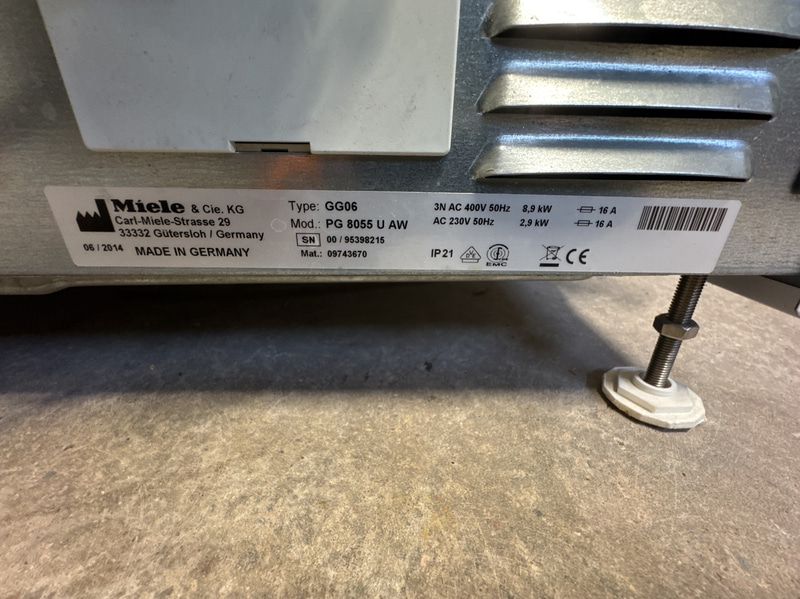 Miele & Cie. KG
Carl-Miele-Strasse 29
33332 Gütersloh / Germany
06 / 2014 MADE IN GERMANY
Type: GG06
Mod.: PG 8055 U AW
SN 00 / 95398215
Mat.: 09743670
3N AC 400V 50Hz 8,9 kW 16 A
AC 230V 50Hz 2,9 kW 16 A
IP21 EMC CE